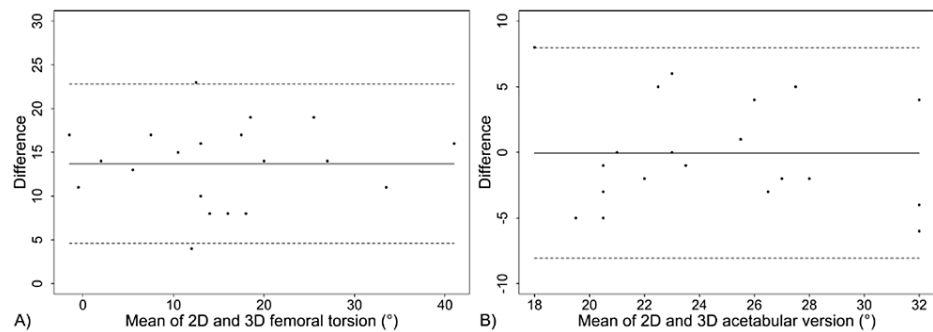 30
25
20
15
10
5
0
Difference
0 10 20 30 40
A) Mean of 2D and 3D femoral torsion (°)
10
5
0
-5
-10
Difference
18 20 22 24 26 28 30 32
B) Mean of 2D and 3D acetabular version (°)